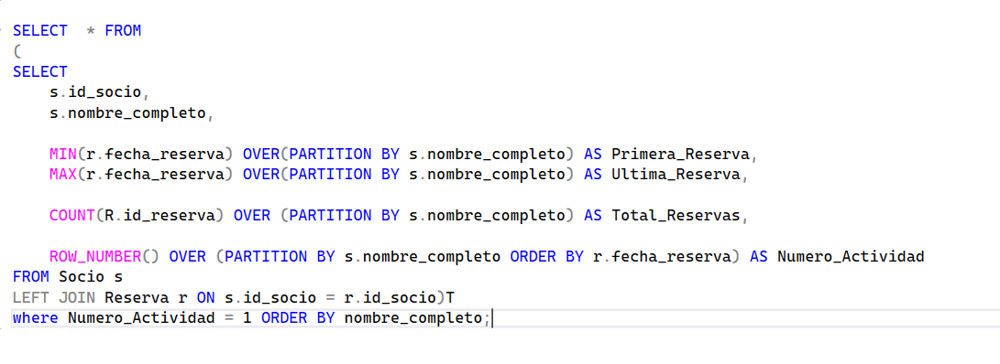 SELECT  * FROM
(
SELECT
    s.id_socio,
    s.nombre_completo,
    MIN(r.fecha_reserva) OVER(PARTITION BY s.nombre_completo) AS Primera_Reserva,
    MAX(r.fecha_reserva) OVER(PARTITION BY s.nombre_completo) AS Ultima_Reserva,
    COUNT(R.id_reserva) OVER (PARTITION BY s.nombre_completo) AS Total_Reservas,
    ROW_NUMBER() OVER (PARTITION BY s.nombre_completo ORDER BY r.fecha_reserva) AS Numero_Actividad
FROM Socio s
LEFT JOIN Reserva r ON s.id_socio = r.id_socio)T
where Numero_Actividad = 1 ORDER BY nombre_completo;